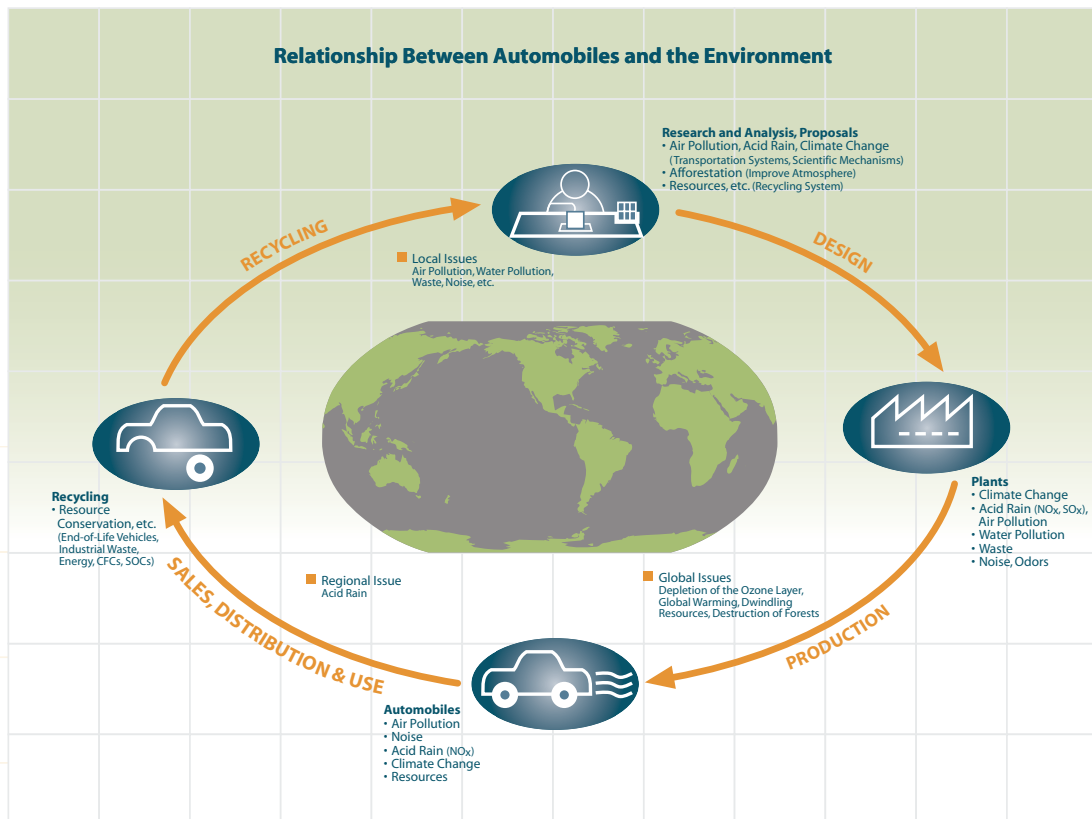 Relationship Between Automobiles and the Environment
Research and Analysis, Proposals
• Air Pollution, Acid Rain, Climate Change
(Transportation Systems, Scientific Mechanisms)
• Afforestation (Improve Atmosphere)
• Resources, etc. (Recycling System)
RECYCLING
DESIGN
Local Issues
Air Pollution, Water Pollution,
Waste, Noise, etc.
Recycling
• Resource
Conservation, etc.
(End-of-Life Vehicles,
Industrial Waste,
Energy, CFCs, SOCs)
Plants
• Climate Change
• Acid Rain (NOx, SOx),
Air Pollution
• Water Pollution
• Waste
• Noise, Odors
Regional Issue
Acid Rain
Global Issues
Depletion of the Ozone Layer,
Global Warming, Dwindling
Resources, Destruction of Forests
SALES, DISTRIBUTION & USE
PRODUCTION
Automobiles
• Air Pollution
• Noise
• Acid Rain (NOx)
• Climate Change
• Resources